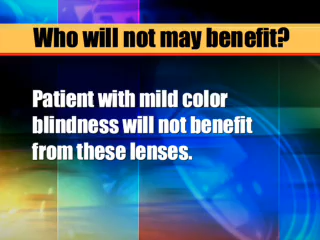 Who will not may benefit?
Patient with mild color
blindness will not benefit
from these lenses.